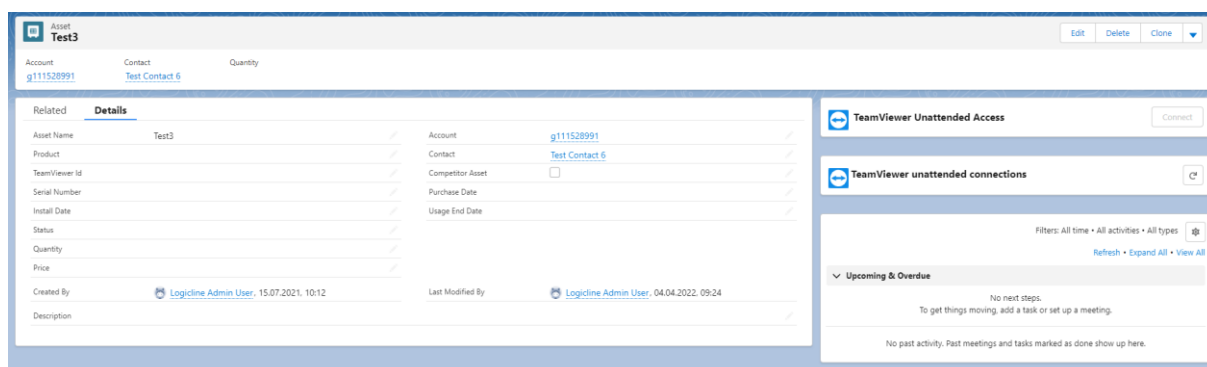 Asset
Test3
Edit Delete Clone
Account Contact Quantity
g111528991 Test Contact 6
Related Details
Asset Name Test3
Product
TeamViewer Id
Serial Number
Install Date
Status
Quantity
Price
Created By Logicline Admin User, 15.07.2021, 10:12
Description
Account g111528991
Contact Test Contact 6
Competitor Asset
Purchase Date
Usage End Date
Last Modified By Logicline Admin User, 04.04.2022, 09:24
TeamViewer Unattended Access Connect
TeamViewer unattended connections
Filters: All time • All activities • All types
Refresh • Expand All • View All
Upcoming & Overdue
No next steps.
To get things moving, add a task or set up a meeting.
No past activity. Past meetings and tasks marked as done show up here.